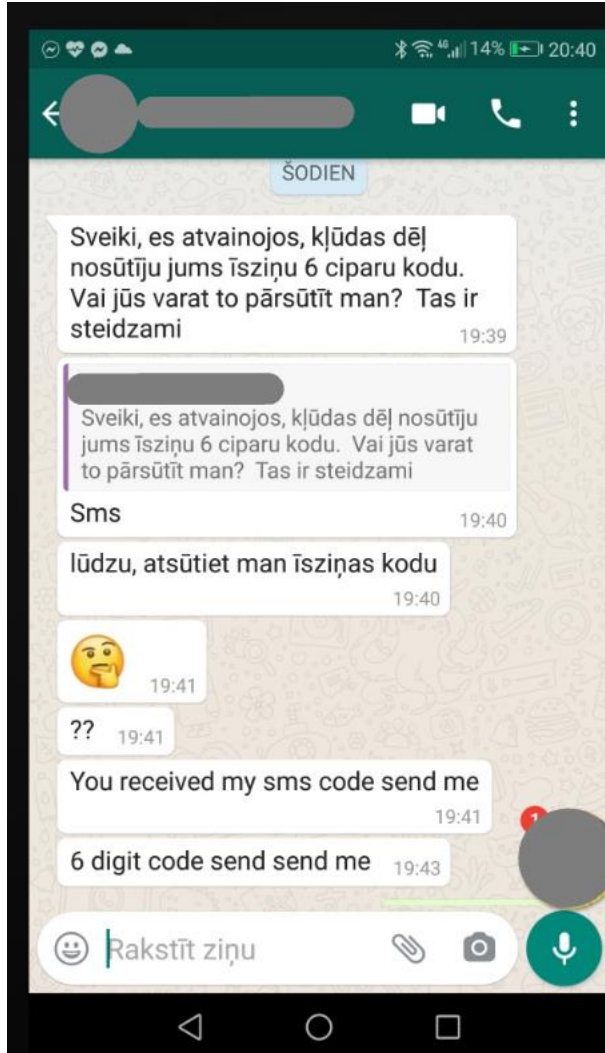 4G 14% 20:40
ŠODIEN
Sveiki, es atvainojos, kļūdas dēļ
nosūtīju jums īsziņu 6 ciparu kodu.
Vai jūs varat to pārsūtīt man?  Tas ir
steidzami
19:39
Sveiki, es atvainojos, kļūdas dēļ nosūtīju
jums īsziņu 6 ciparu kodu.  Vai jūs varat
to pārsūtīt man?  Tas ir steidzami
Sms
19:40
lūdzu, atsūtiet man īsziņas kodu
19:40
19:41
?? 19:41
You received my sms code send me
19:41
1
6 digit code send send me 19:43
Rakstīt ziņu